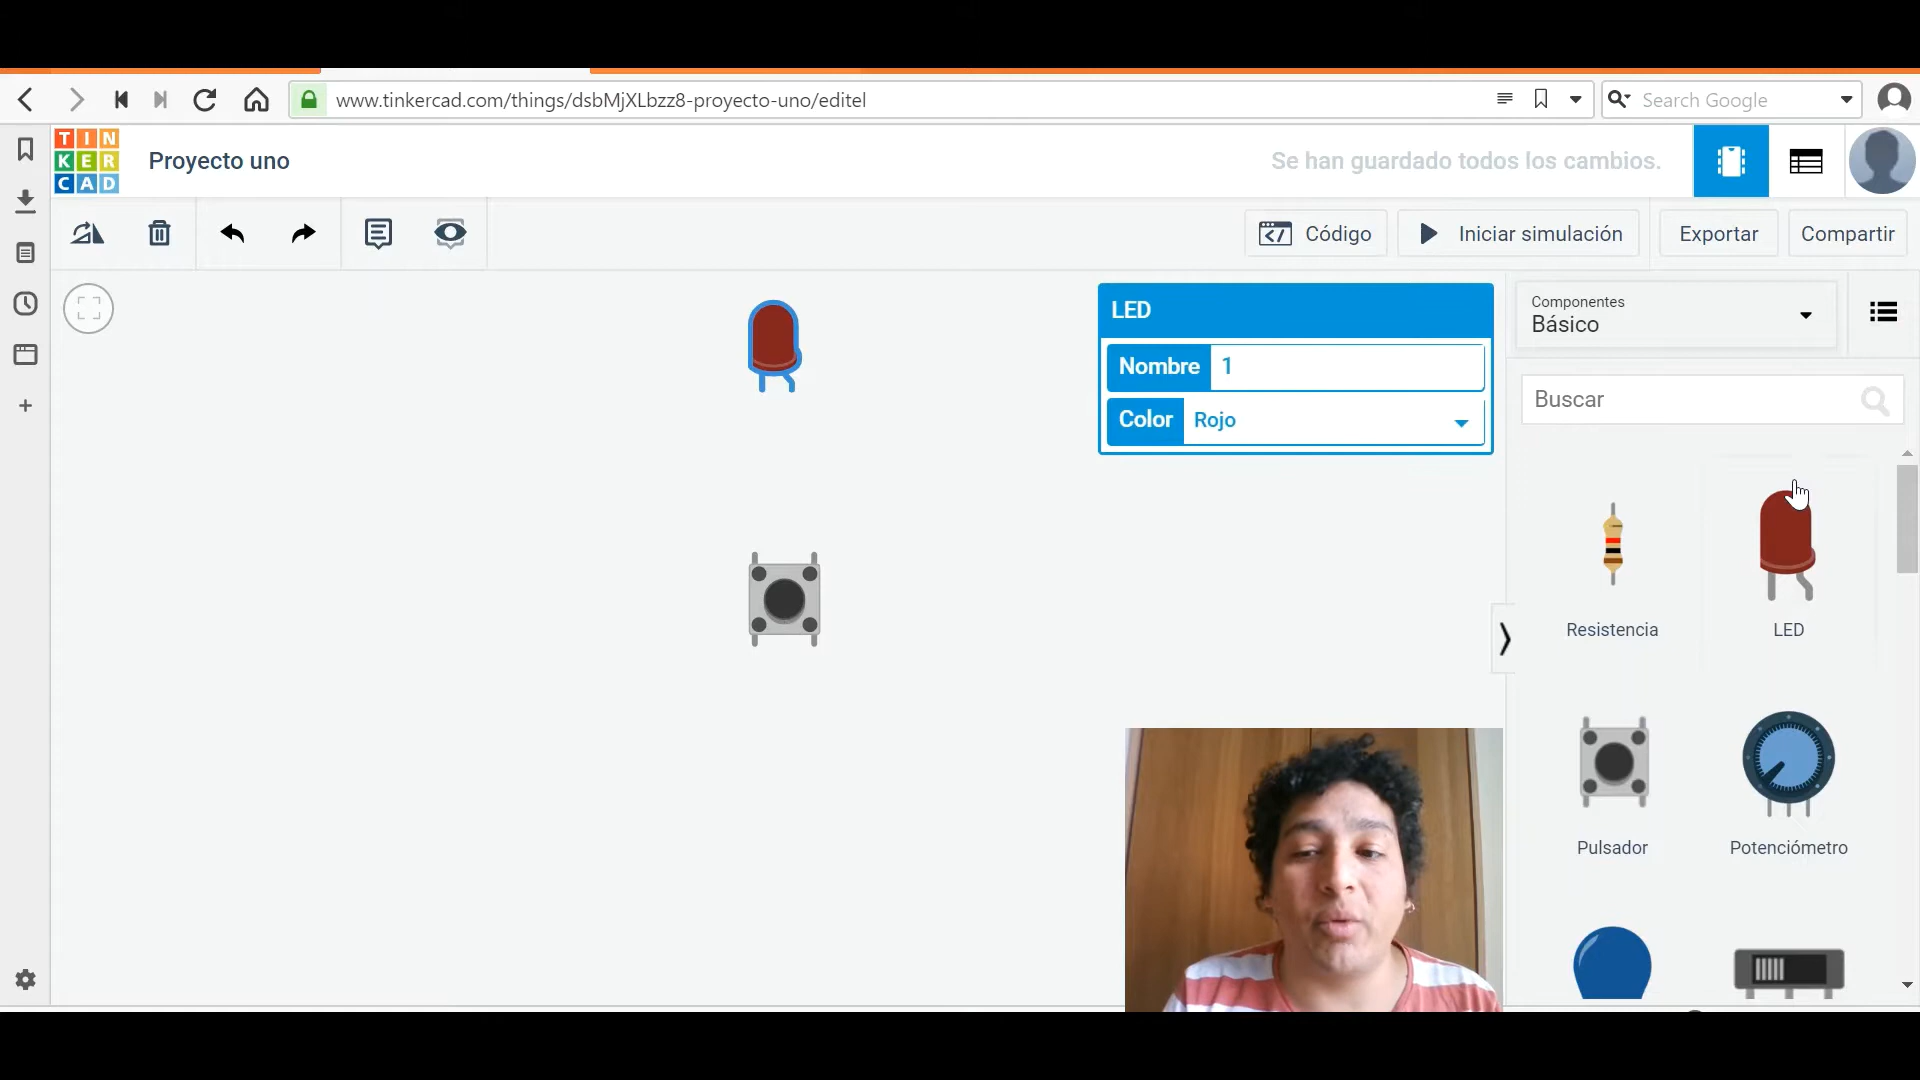 www.tinkercad.com/things/dsbMjXLbzz8-proyecto-uno/editel
Search Google
TIN
KER
CAD
Proyecto uno
Se han guardado todos los cambios.
Código
Iniciar simulación
Exportar
Compartir
LED
Nombre 1
Color Rojo
Componentes
Básico
Buscar
Resistencia
LED
Pulsador
Potenciómetro